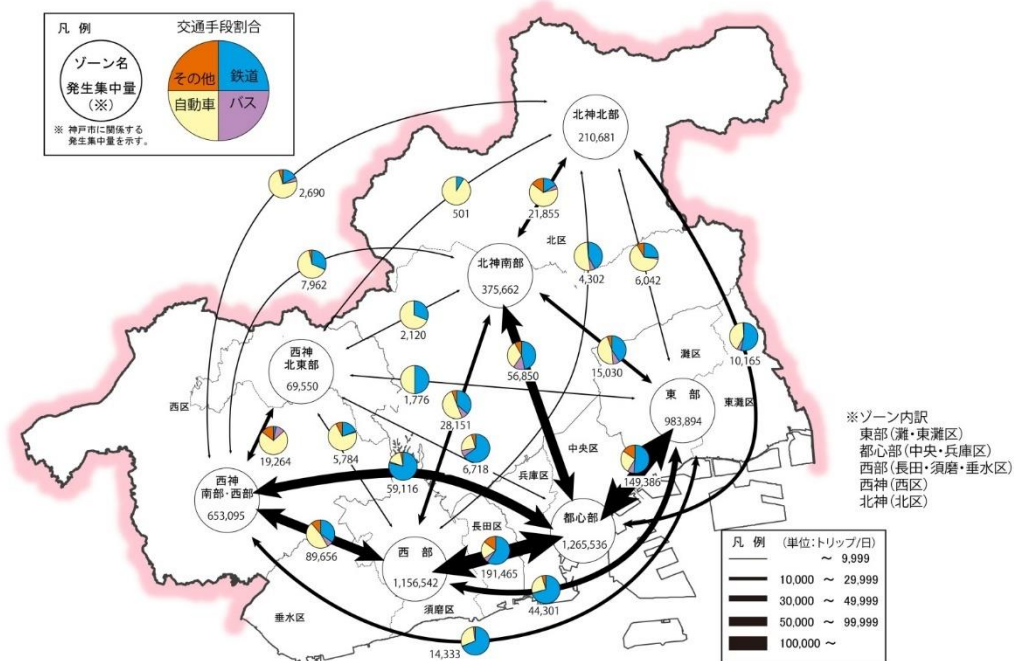 凡 例
交通手段割合
ゾーン名
発生集中量
(※)
※ 神戸市に関係する
発生集中量を示す。
その他
鉄道
自動車
バス
北神北部
210,681
2,690
501
21,855
北区
4,302
6,042
北神南部
375,662
7,962
2,120
10,165
灘区
15,030
56,850
西神
北東部
69,550
1,776
西区
東 部
983,894
東灘区
28,151
19,264
5,784
6,718
中央区
兵庫区
149,386
59,116
西神
南部・西部
653,095
都心部
1,265,536
長田区
89,656
西 部
1,156,542
191,465
須磨区
44,301
垂水区
14,333
※ゾーン内訳
東部(灘・東灘区)
都心部(中央・兵庫区)
西部(長田・須磨・垂水区)
西神(西区)
北神(北区)
凡 例 (単位:トリップ/日)
~ 9,999
10,000 ~ 29,999
30,000 ~ 49,999
50,000 ~ 99,999
100,000 ~